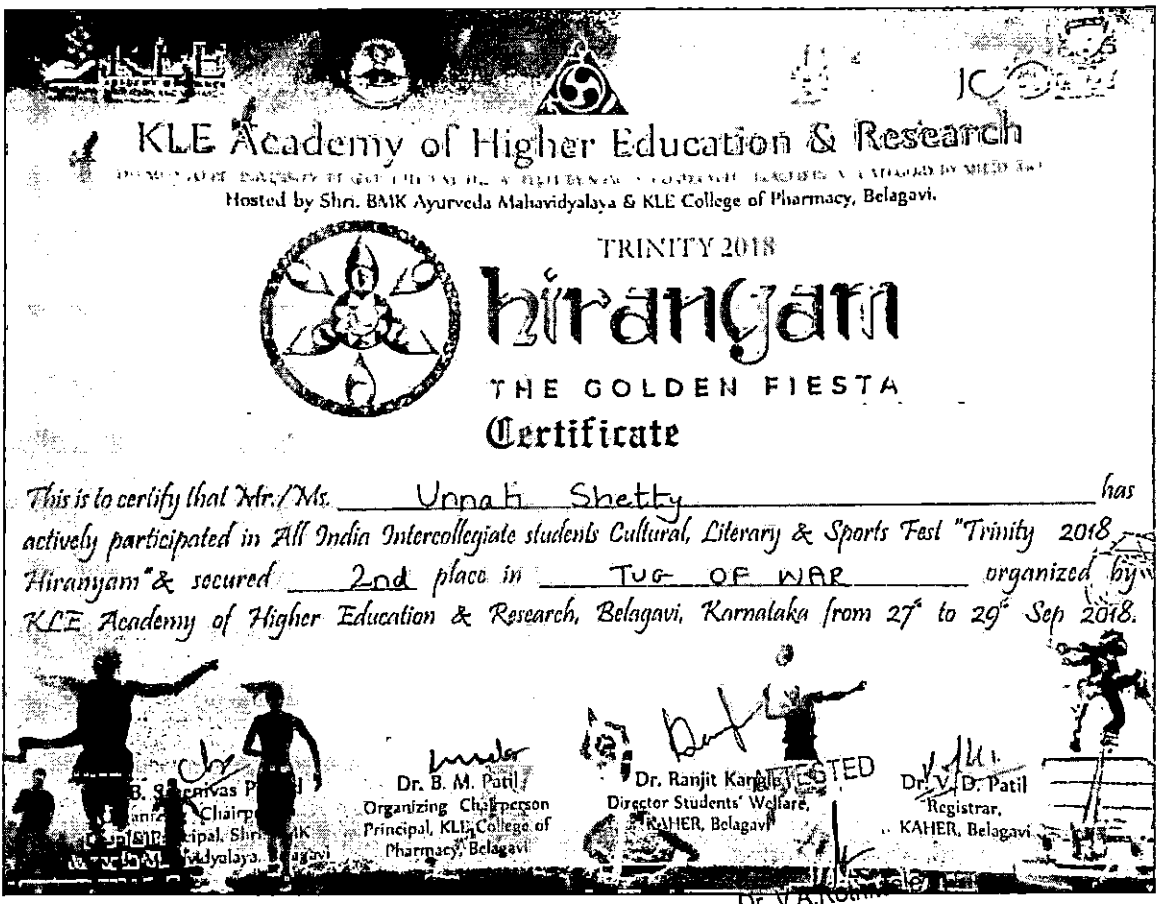 KLE
JC
KLE Academy of Higher Education & Research
Hosted by Shri. BMK Ayurveda Mahavidyalaya & KLE College of Pharmacy, Belagavi.
TRINITY 2018
hiranyam
THE GOLDEN FIESTA
Certificate
This is to certify that Mr./Ms. Unnati Shetty has
actively participated in All India Intercollegiate students Cultural, Literary & Sports Fest "Trinity 2018
Hiranyam" & secured 2nd place in TUG OF WAR organized by
KLE Academy of Higher Education & Research, Belagavi, Karnataka from 27th to 29th Sep 2018.
Dr. B. M. Patil
Organizing Chairperson
Principal, KLE College of
Pharmacy, Belagavi
Dr. Ranjit
Director Students' Welfare,
KAHER, Belagavi
ATTESTED
Dr. V. D. Patil
Registrar,
KAHER, Belagavi
Dr. V.A.